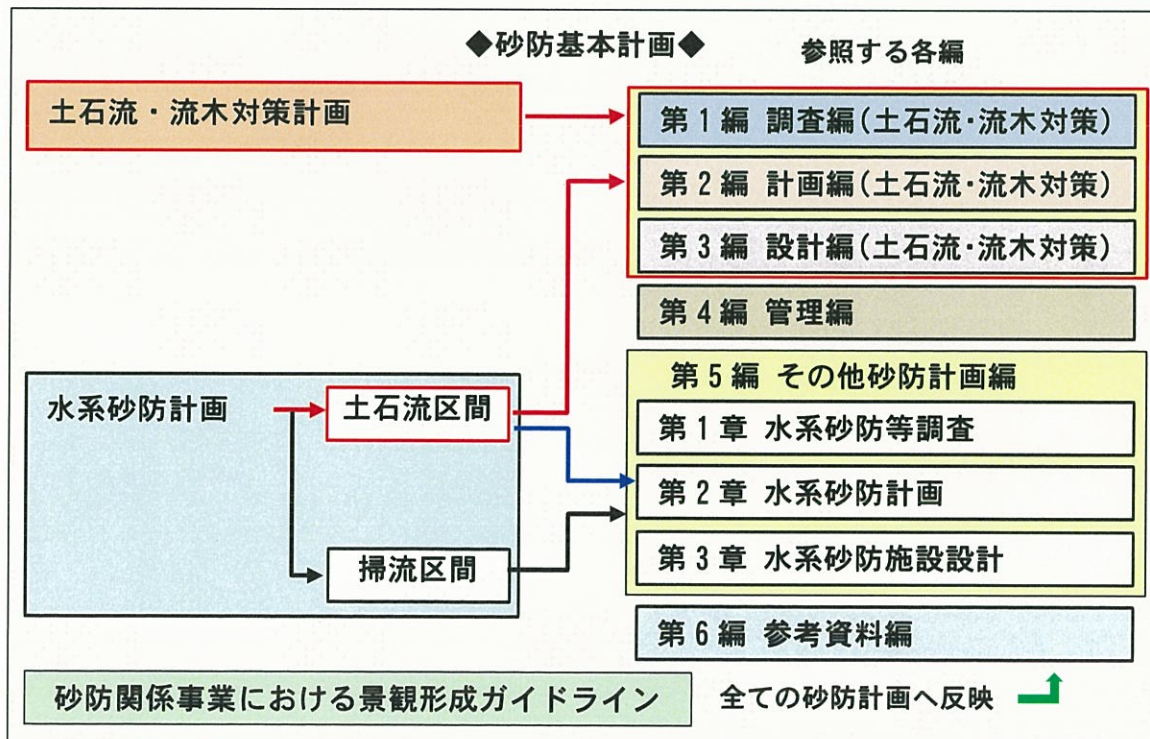 ◆砂防基本計画◆
参照する各編
土石流・流木対策計画
第1編 調査編(土石流・流木対策)
第2編 計画編(土石流・流木対策)
第3編 設計編(土石流・流木対策)
第4編 管理編
水系砂防計画
土石流区間
掃流区間
第5編 その他砂防計画編
第1章 水系砂防等調査
第2章 水系砂防計画
第3章 水系砂防施設設計
第6編 参考資料編
砂防関係事業における景観形成ガイドライン
全ての砂防計画へ反映